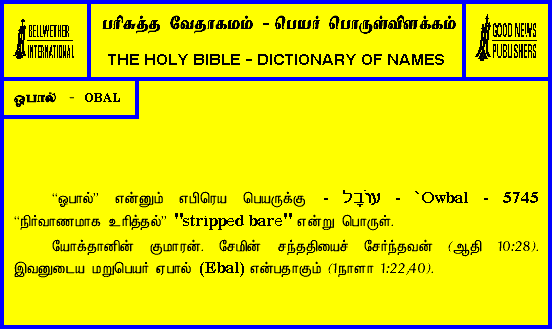 BELLWETHER
INTERNATIONAL
பரிசுத்த வேதாகமம் - பெயர் பொருள்விளக்கம்
THE HOLY BIBLE - DICTIONARY OF NAMES
GOOD NEWS
PUBLISHERS
ஓபால் - OBAL
“ஓபால்” என்னும் எபிரெய பெயருக்கு - עוֹבָל - `Owbal - 5745
“நிர்வாணமாக உரித்தல்” "stripped bare" என்று பொருள்.
யோக்தானின் குமாரன். சேமின் சந்ததியைச் சேர்ந்தவன் (ஆதி 10:28).
இவனுடைய மறுபெயர் ஏபால் (Ebal) என்பதாகும் (1நாளா 1:22,40).